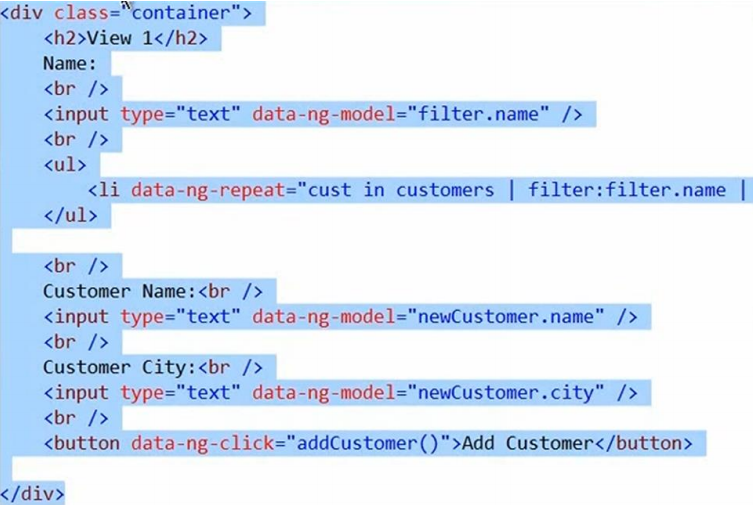 <div class="container">
<h2>View 1</h2>
Name:
<br />
<input type="text" data-ng-model="filter.name" />
<br />
<ul>
<li data-ng-repeat="cust in customers | filter:filter.name |
</ul>
<br />
Customer Name:<br />
<input type="text" data-ng-model="newCustomer.name" />
<br />
Customer City:<br />
<input type="text" data-ng-model="newCustomer.city" />
<br />
<button data-ng-click="addCustomer()">Add Customer</button>
</div>